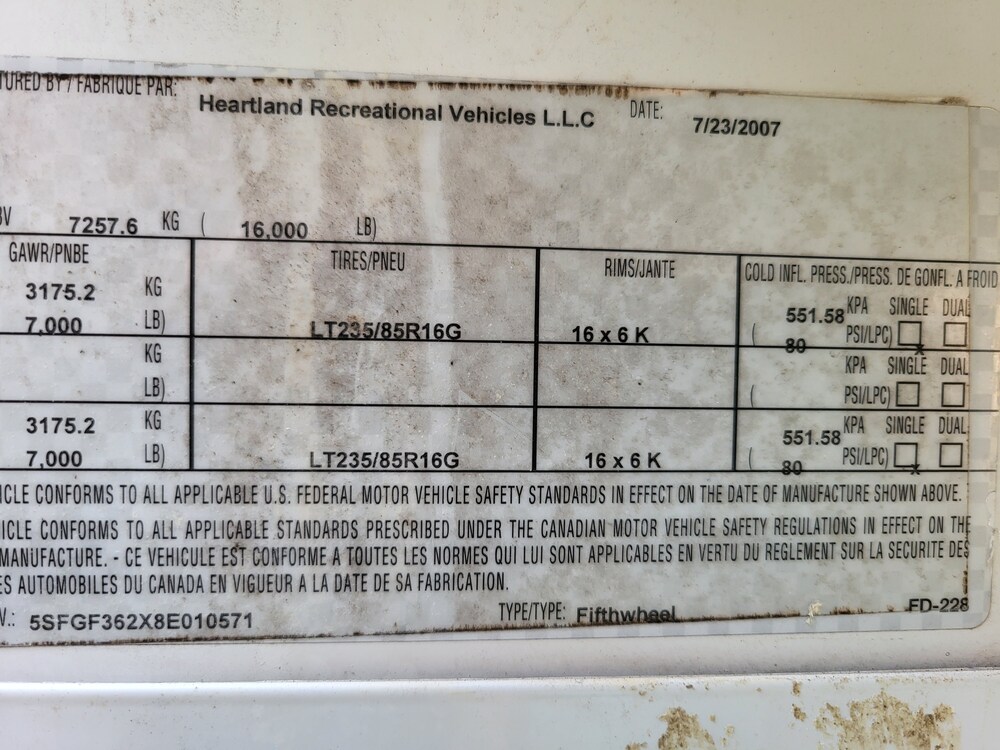 TURED BY / FABRIQUE PAR: Heartland Recreational Vehicles L.L.C DATE: 7/23/2007
BV 7257.6 KG ( 16,000 LB)
GAWR/PNBE TIRES/PNEU RIMS/JANTE COLD INFL. PRESS./PRESS. DE GONFL. A FROID
3175.2 KG 551.58 KPA SINGLE DUAL
7,000 LB) LT235/85R16G 16 x 6 K ( 80 PSI/LPC) x
KG KPA SINGLE DUAL
LB) ( PSI/LPC)
3175.2 KG 551.58 KPA SINGLE DUAL
7,000 LB) LT235/85R16G 16 x 6 K ( 80 PSI/LPC) x
ICLE CONFORMS TO ALL APPLICABLE U.S. FEDERAL MOTOR VEHICLE SAFETY STANDARDS IN EFFECT ON THE DATE OF MANUFACTURE SHOWN ABOVE.
ICLE CONFORMS TO ALL APPLICABLE STANDARDS PRESCRIBED UNDER THE CANADIAN MOTOR VEHICLE SAFETY REGULATIONS IN EFFECT ON THE
MANUFACTURE. - CE VEHICULE EST CONFORME A TOUTES LES NORMES QUI LUI SONT APPLICABLES EN VERTU DU REGLEMENT SUR LA SECURITE DES
ES AUTOMOBILES DU CANADA EN VIGUEUR A LA DATE DE SA FABRICATION.
V.: 5SFGF362X8E010571 TYPE/TYPE: Fifthwheel FD-228